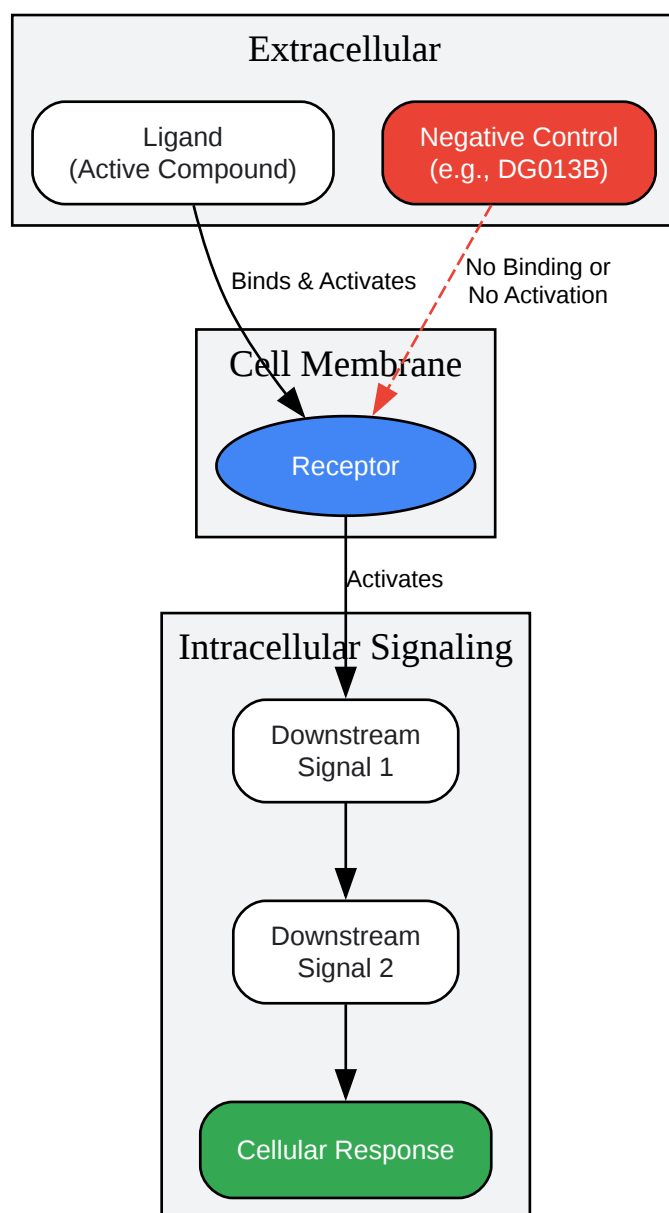 Extracellular
Ligand
(Active Compound)
Negative Control
(e.g., DG013B)
Binds & Activates
No Binding or
No Activation
Cell Membrane
Receptor
Activates
Intracellular Signaling
Downstream
Signal 1
Downstream
Signal 2
Cellular Response